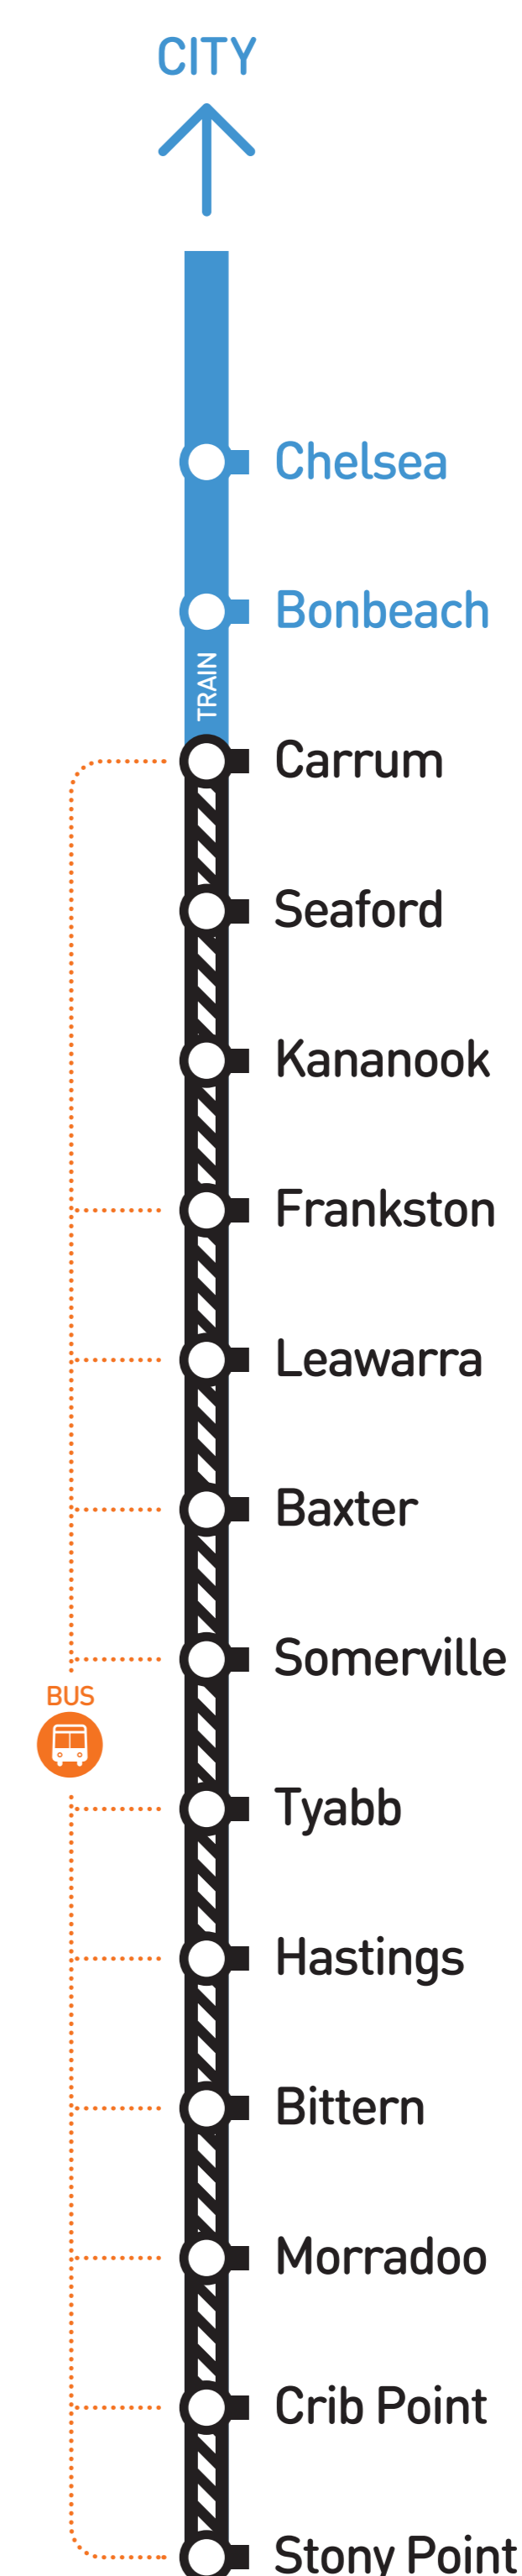 CITY
Chelsea
Bonbeach
TRAIN
Carrum
Seaford
Kananook
Frankston
Leawarra
Baxter
Somerville
BUS
Tyabb
Hastings
Bittern
Morradoo
Crib Point
Stony Point